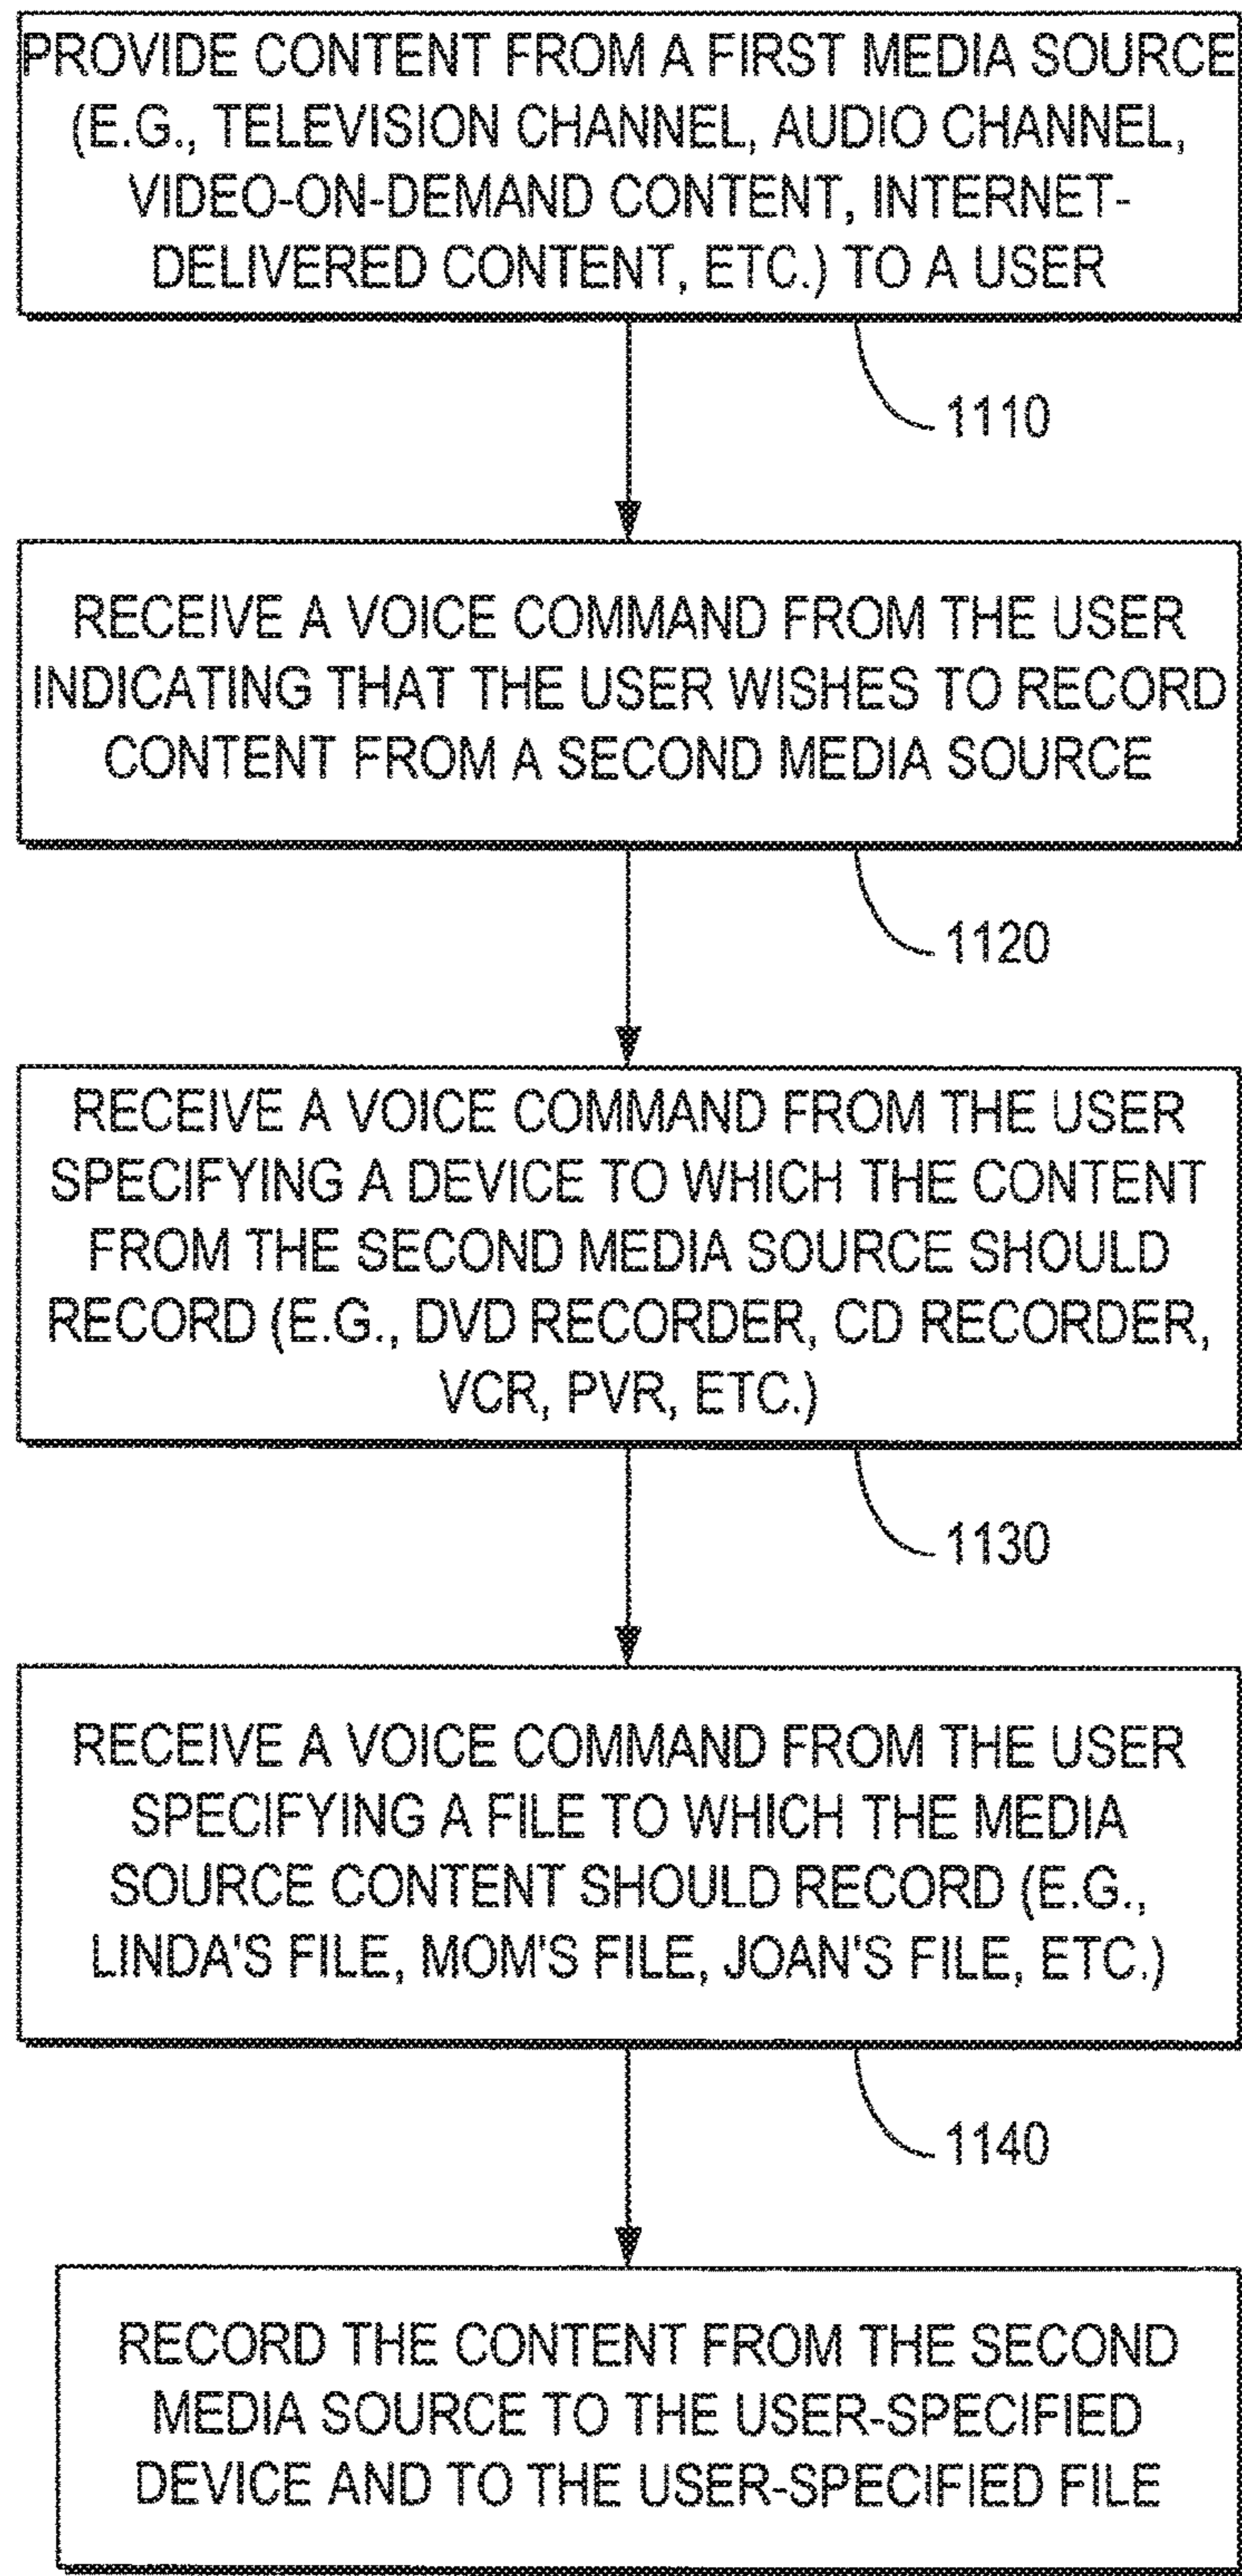 PROVIDE CONTENT FROM A FIRST MEDIA SOURCE
(E.G., TELEVISION CHANNEL, AUDIO CHANNEL,
VIDEO-ON-DEMAND CONTENT, INTERNET-
DELIVERED CONTENT, ETC.) TO A USER
1110
RECEIVE A VOICE COMMAND FROM THE USER
INDICATING THAT THE USER WISHES TO RECORD
CONTENT FROM A SECOND MEDIA SOURCE
1120
RECEIVE A VOICE COMMAND FROM THE USER
SPECIFYING A DEVICE TO WHICH THE CONTENT
FROM THE SECOND MEDIA SOURCE SHOULD
RECORD (E.G., DVD RECORDER, CD RECORDER,
VCR, PVR, ETC.)
1130
RECEIVE A VOICE COMMAND FROM THE USER
SPECIFYING A FILE TO WHICH THE MEDIA
SOURCE CONTENT SHOULD RECORD (E.G.,
LINDA'S FILE, MOM'S FILE, JOAN'S FILE, ETC.)
1140
RECORD THE CONTENT FROM THE SECOND
MEDIA SOURCE TO THE USER-SPECIFIED
DEVICE AND TO THE USER-SPECIFIED FILE